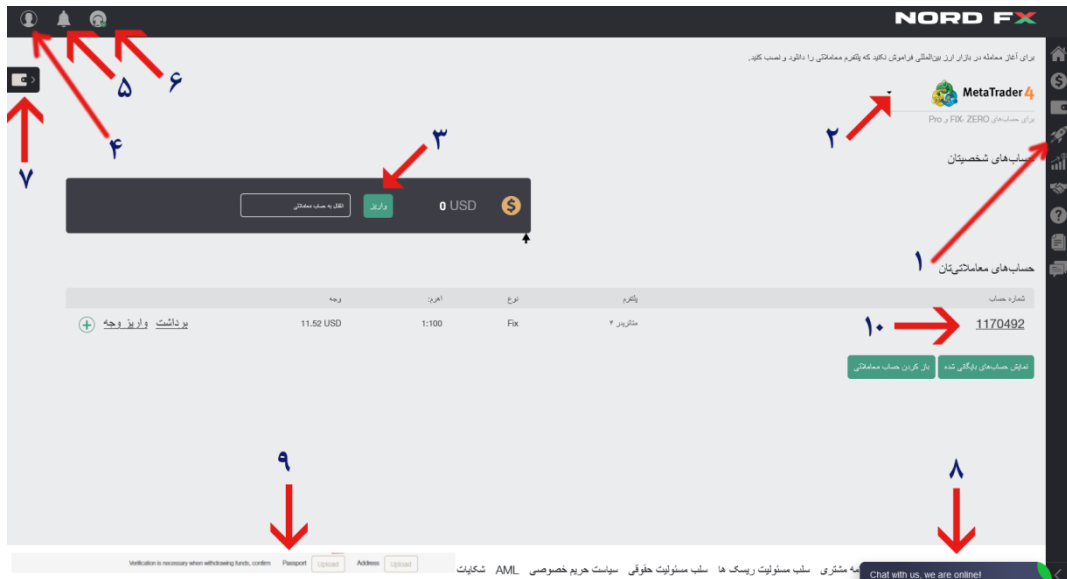 NORD FX
برای آغاز معامله در بازار ارز بین‌المللی فراموش نکنید که پلتفرم معاملاتی را دانلود و نصب کنید.
۶
۵
MetaTrader 4
برای حساب‌های FIX، ZERO و Pro
۲
۳
۴
۷
حساب‌های شخصیتان
0 USD
واریز
انتقال به حساب معاملاتی
۱
حساب‌های معاملاتی‌تان
شماره حساب پلتفرم نوع اهرم: وجه
1170492 متاتریدر ۴ Fix 1:100 11.52 USD واریز وجه برداشت
۱۰
نمایش حساب‌های بایگانی شده باز کردن حساب معاملاتی
۹
۸
Verification is necessary when withdrawing funds, confirm Passport Upload Address Upload
مشتری سلب مسئولیت ریسک ها سلب مسئولیت حقوقی سیاست حریم خصوصی AML شکایات
Chat with us, we are online!